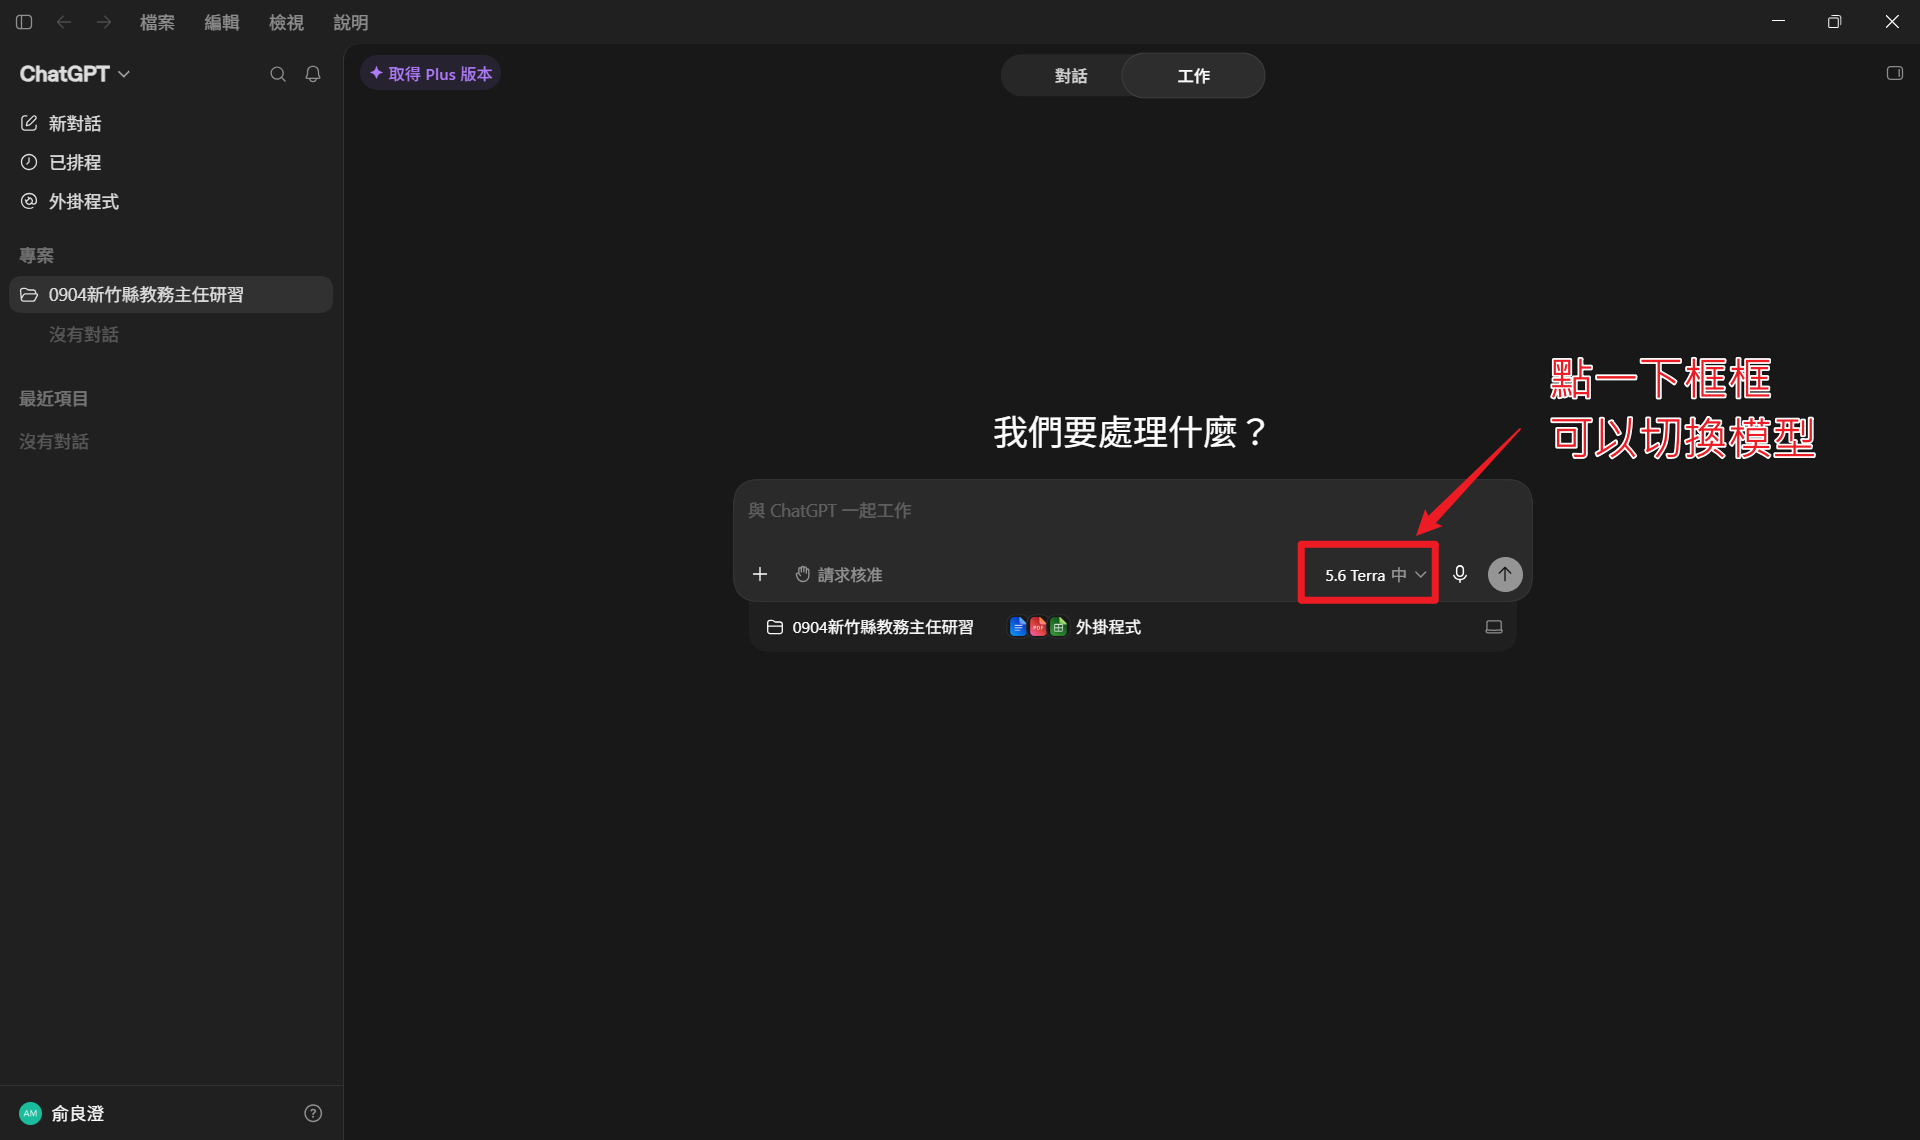 檔案 編輯 檢視 說明
ChatGPT
取得 Plus 版本
對話 工作
新對話
已排程
外掛程式
專案
0904新竹縣教務主任研習
沒有對話
最近項目
沒有對話
點一下框框
可以切換模型
我們要處理什麼？
與 ChatGPT 一起工作
請求核准
5.6 Terra 中
0904新竹縣教務主任研習
PDF
外掛程式
AM 俞良澄